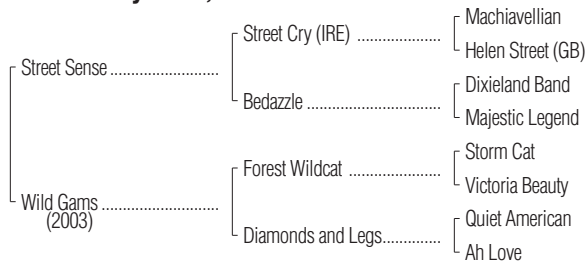 Machiavellian
Street Cry (IRE) ....................
Helen Street (GB)
Street Sense ..........................
Dixieland Band
Bedazzle .................................
Majestic Legend
Storm Cat
Forest Wildcat ......................
Victoria Beauty
Wild Gams ............................
(2003)
Quiet American
Diamonds and Legs..............
Ah Love